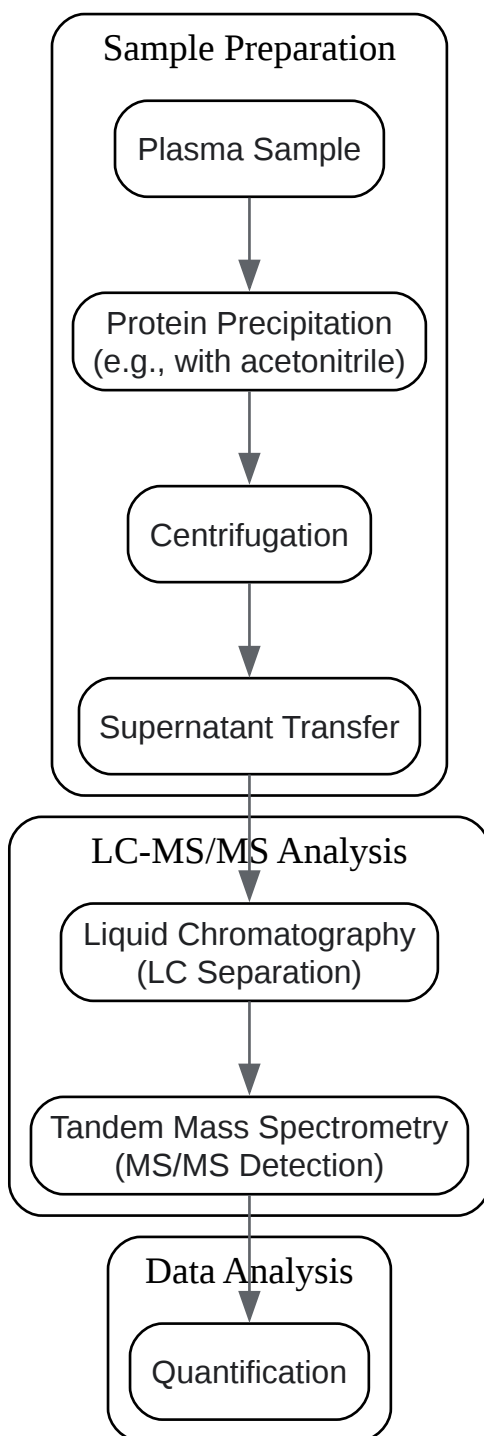 Sample Preparation
Plasma Sample
Protein Precipitation
(e.g., with acetonitrile)
Centrifugation
Supernatant Transfer
LC-MS/MS Analysis
Liquid Chromatography
(LC Separation)
Tandem Mass Spectrometry
(MS/MS Detection)
Data Analysis
Quantification